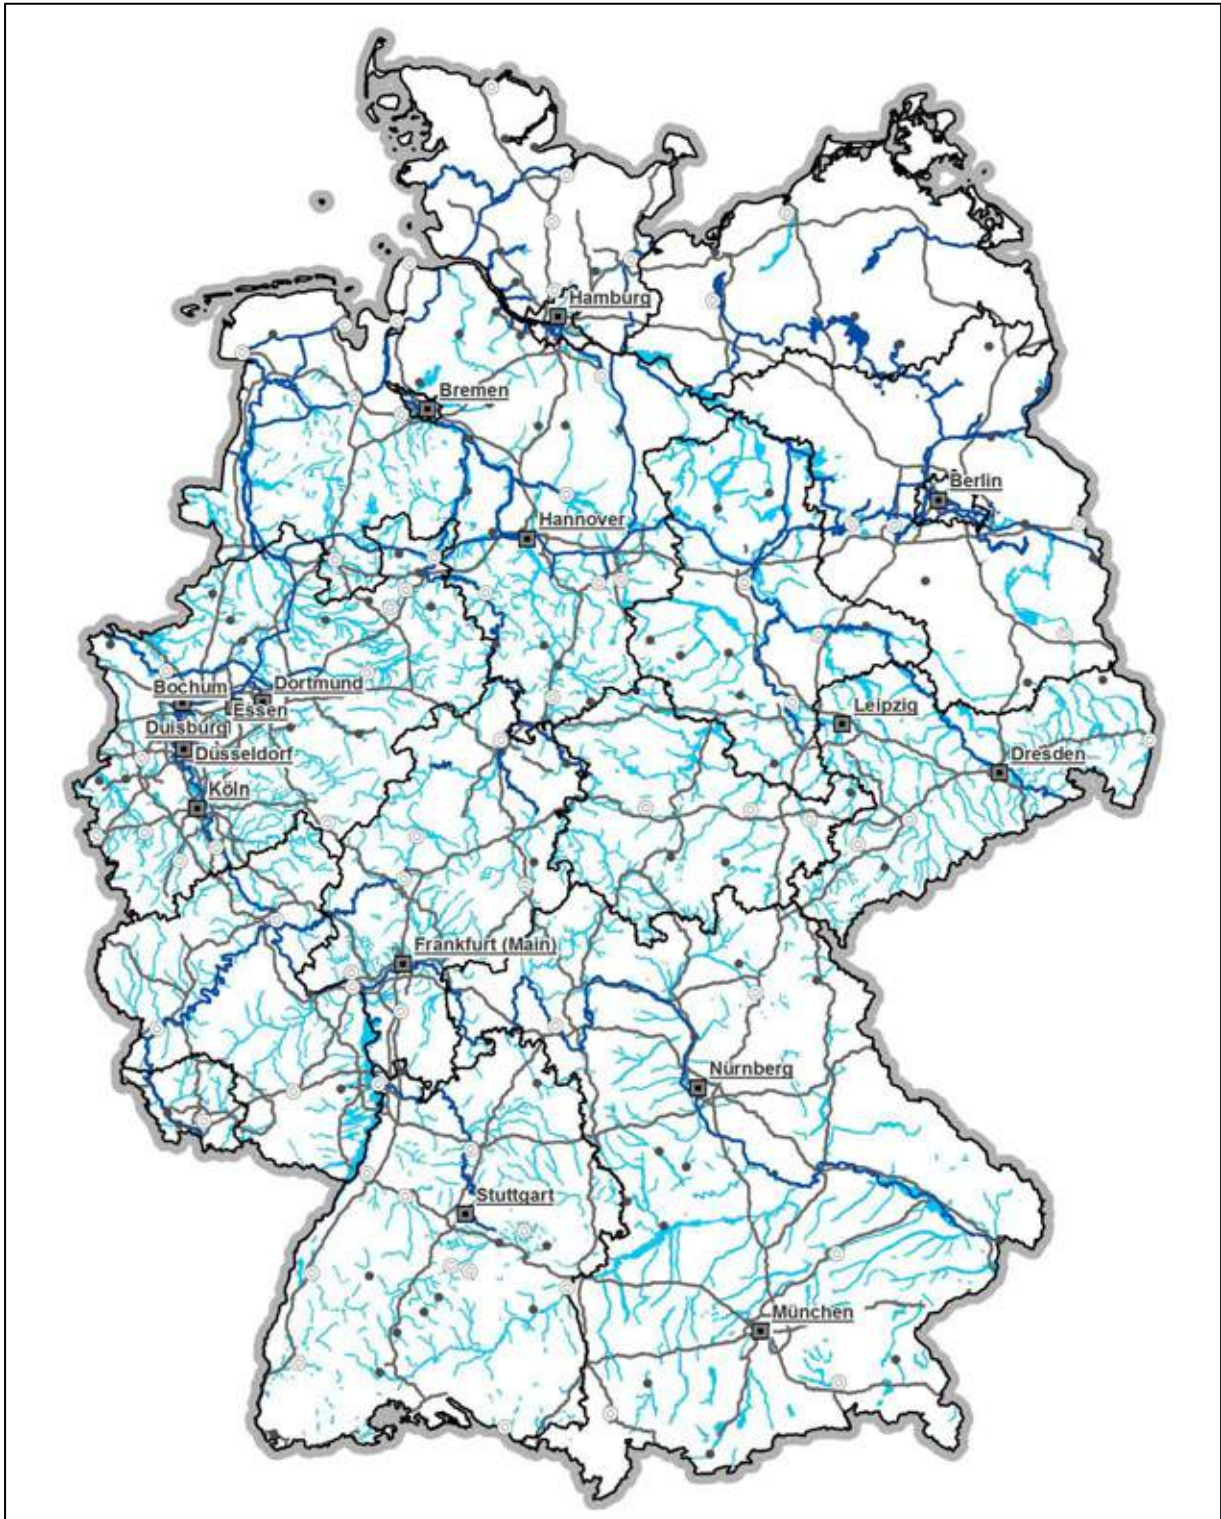 Hamburg
Bremen
Berlin
Hannover
Bochum
Dortmund
Essen
Duisburg
Leipzig
Düsseldorf
Dresden
Köln
Frankfurt (Main)
Nürnberg
Stuttgart
München